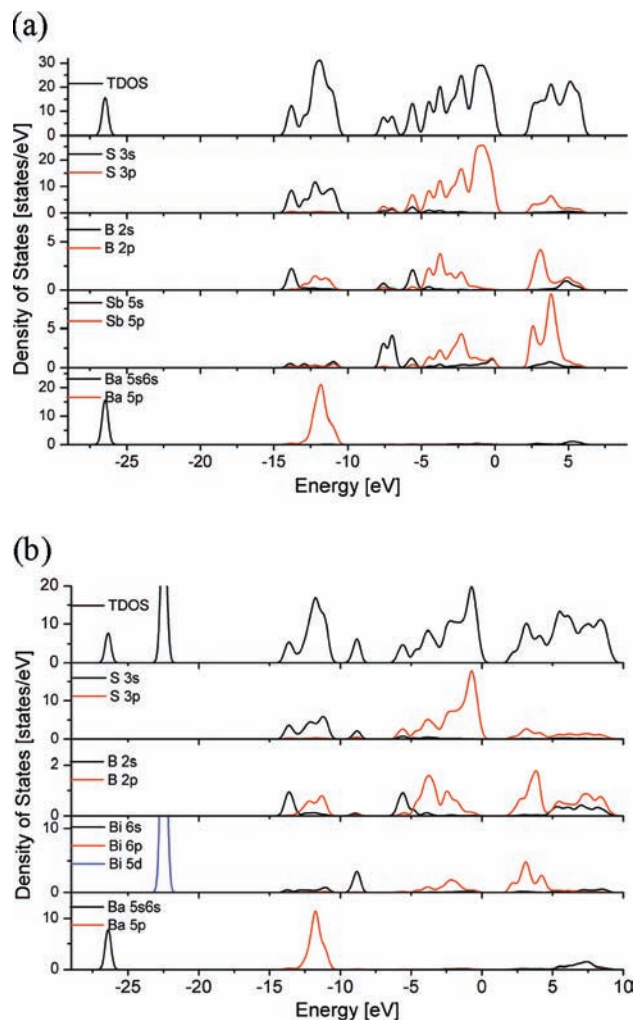 (a)
Density of States [states/eV]
30
20
10
0
TDOS
20
10
0
S 3s
S 3p
5
0
B 2s
B 2p
5
0
Sb 5s
Sb 5p
20
10
0
Ba 5s6s
Ba 5p
-25 -20 -15 -10 -5 0 5
Energy [eV]
(b)
Density of States [states/eV]
20
10
0
TDOS
10
0
S 3s
S 3p
2
0
B 2s
B 2p
10
0
Bi 6s
Bi 6p
Bi 5d
10
0
Ba 5s6s
Ba 5p
-25 -20 -15 -10 -5 0 5 10
Energy [eV]